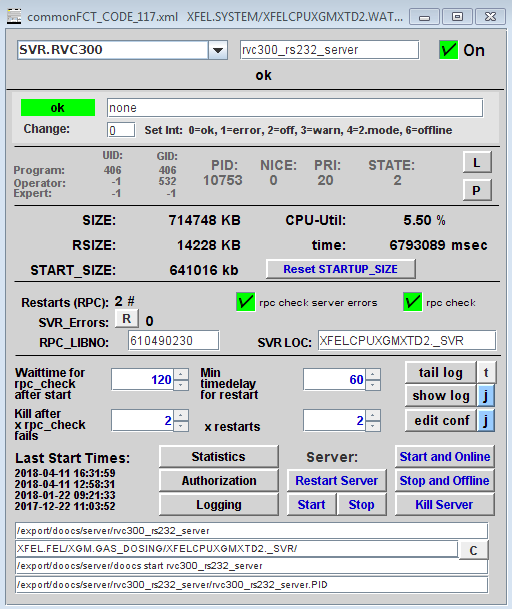 commonFCT_CODE_117.xml XFEL.SYSTEM/XFELCPUXGMXTD2.WAT...
SVR.RVC300 rvc300_rs232_server On
ok
ok none
Change: 0 Set Int: 0=ok, 1=error, 2=off, 3=warn, 4=2.mode, 6=offline
UID: GID: PID: NICE: PRI: STATE: L
Program: 406 406 10753 0 20 2
Operator: -1 532 P
Expert: -1 -1
SIZE: 714748 KB CPU-Util: 5.50 %
RSIZE: 14228 KB time: 6793089 msec
START_SIZE: 641016 kb Reset STARTUP_SIZE
Restarts (RPC): 2 # rpc check server errors rpc check
SVR_Errors: R 0
RPC_LIBNO: 610490230 SVR LOC: XFELCPUXGMXTD2._SVR
Waittime for rpc_check after start 120 Min timedelay for restart 60 tail log t
show log j
Kill after x rpc_check fails 2 x restarts 2 edit conf j
Last Start Times: Statistics Server: Start and Online
2018-04-11 16:31:59
2018-04-11 12:58:31 Authorization Restart Server Stop and Offline
2018-01-22 09:21:33
2017-12-22 11:03:52 Logging Start Stop Kill Server
/export/doocs/server/rvc300_rs232_server
XFEL.FEL/XGM.GAS_DOSING/XFELCPUXGMXTD2._SVR/ C
/export/doocs/server/doocs start rvc300_rs232_server
/export/doocs/server/rvc300_rs232_server/rvc300_rs232_server.PID